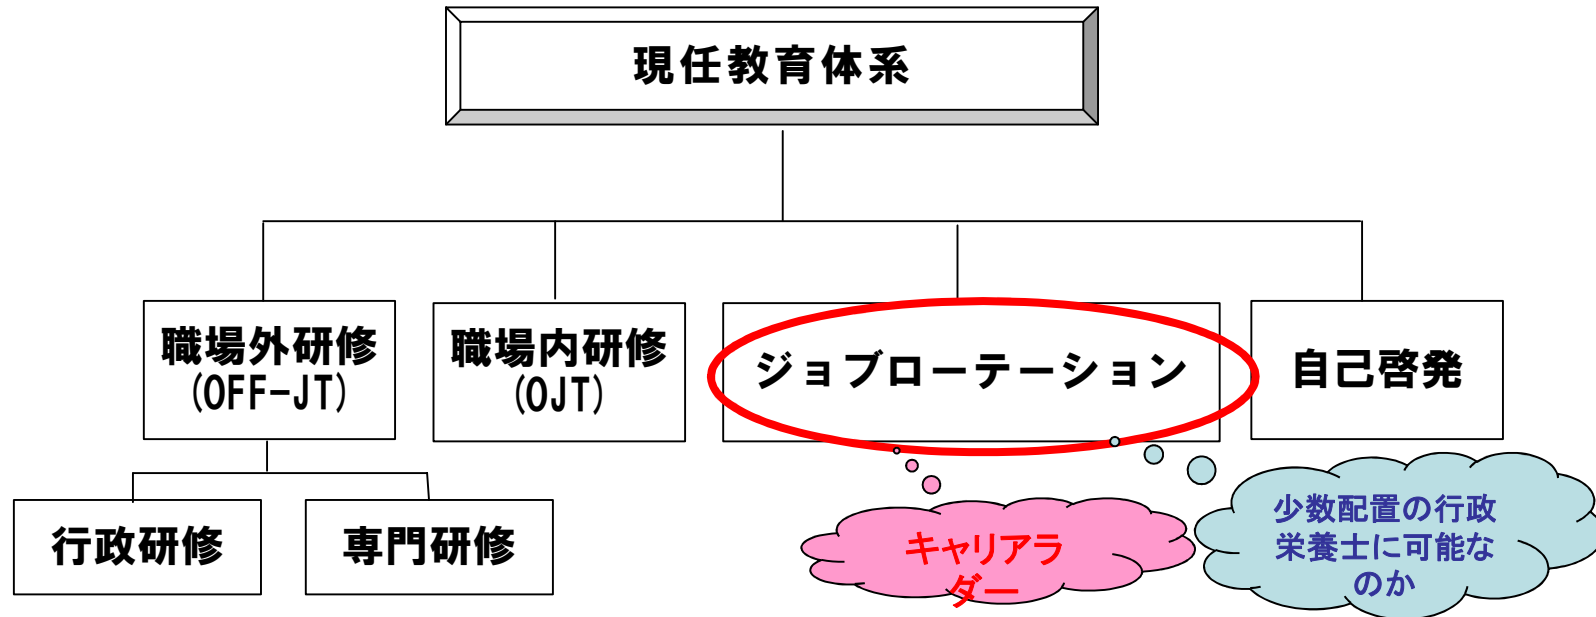 現任教育体系
職場外研修
(OFF-JT)
職場内研修
(OJT)
ジョブローテーション
自己啓発
行政研修
専門研修
キャリアラ
ダー
少数配置の行政
栄養士に可能な
のか